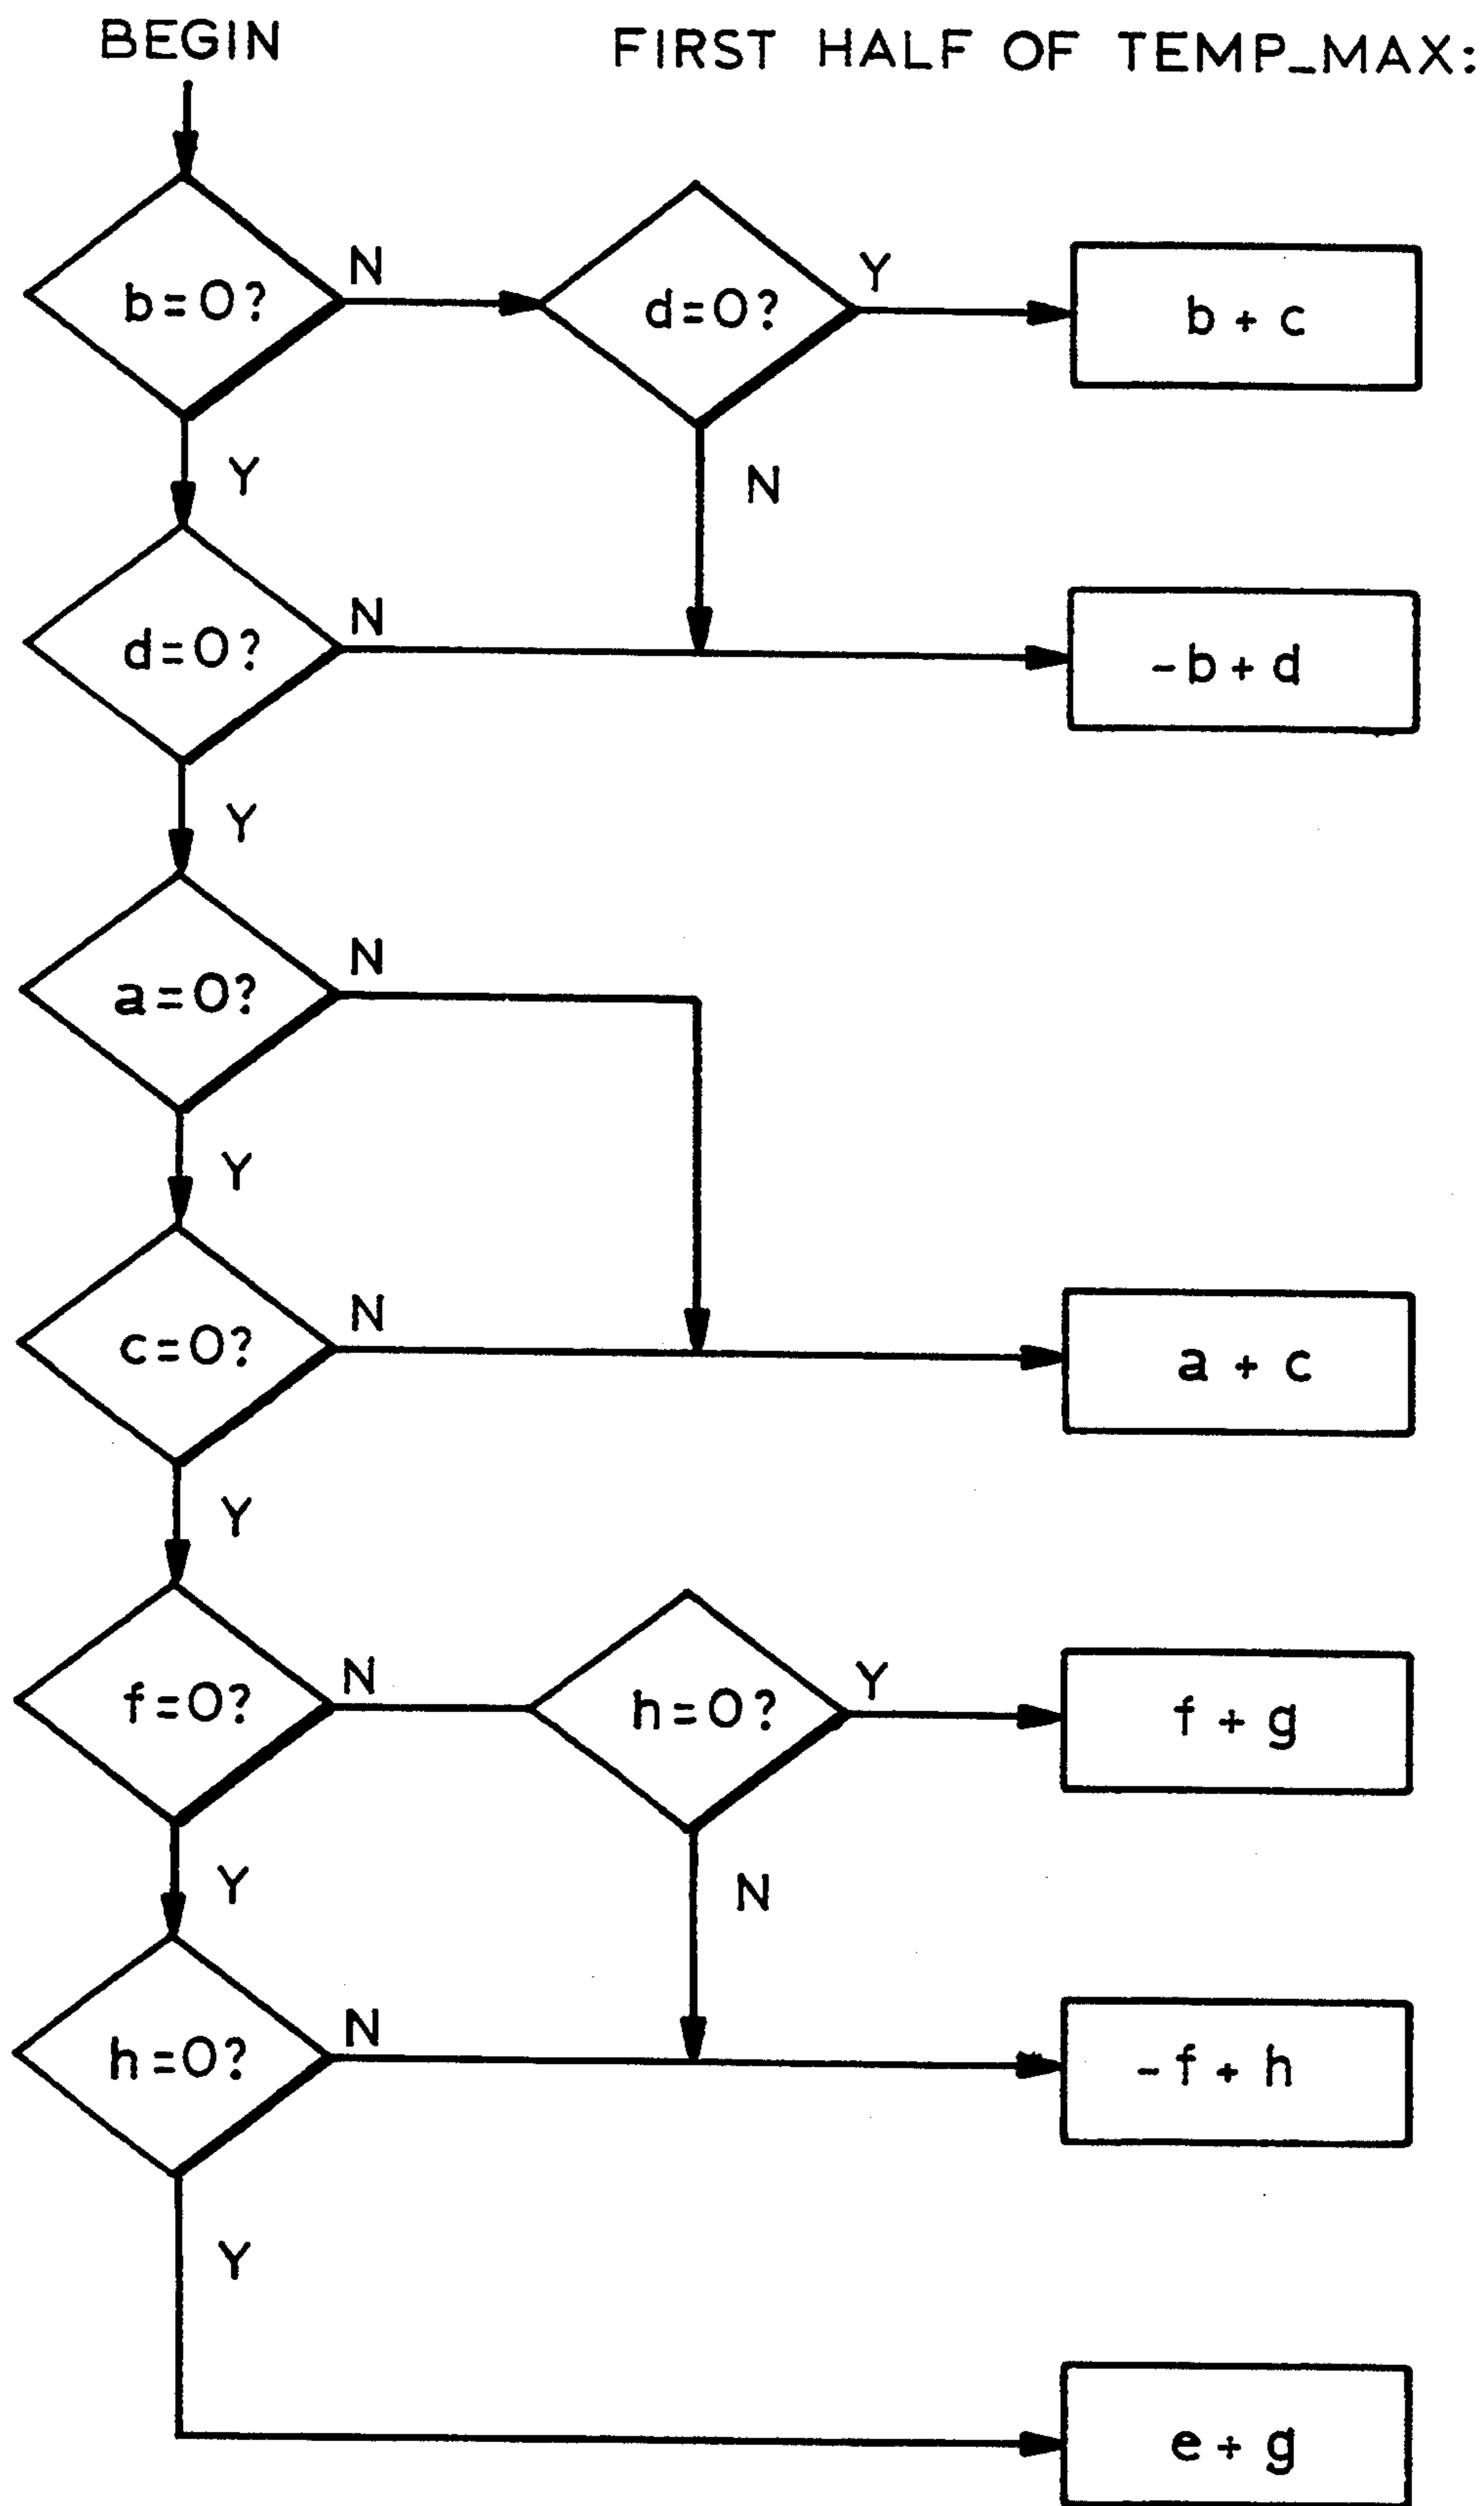 BEGIN
FIRST HALF OF TEMP_MAX:
b=0?
N
d=0?
Y
b + c
Y
N
d=0?
N
-b + d
Y
a=0?
N
Y
c=0?
N
a + c
Y
f=0?
N
h=0?
Y
f + g
Y
N
h=0?
N
-f + h
Y
e + g